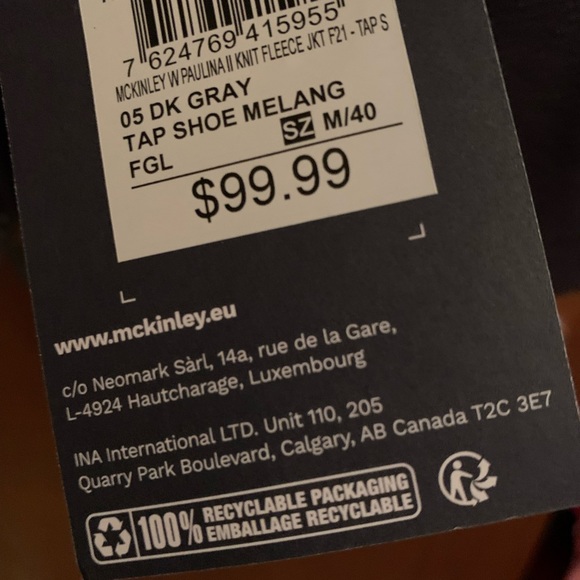 7 624769 415955
MCKINLEY W PAULINA II KNIT FLEECE JKT F21 - TAP S
05 DK GRAY
TAP SHOE MELANG
FGL
SZ M/40
$99.99
www.mckinley.eu
c/o Neomark Sàrl, 14a, rue de la Gare,
L-4924 Hautcharage, Luxembourg
INA International LTD. Unit 110, 205
Quarry Park Boulevard, Calgary, AB Canada T2C 3E7
100% RECYCLABLE PACKAGING
EMBALLAGE RECYCLABLE